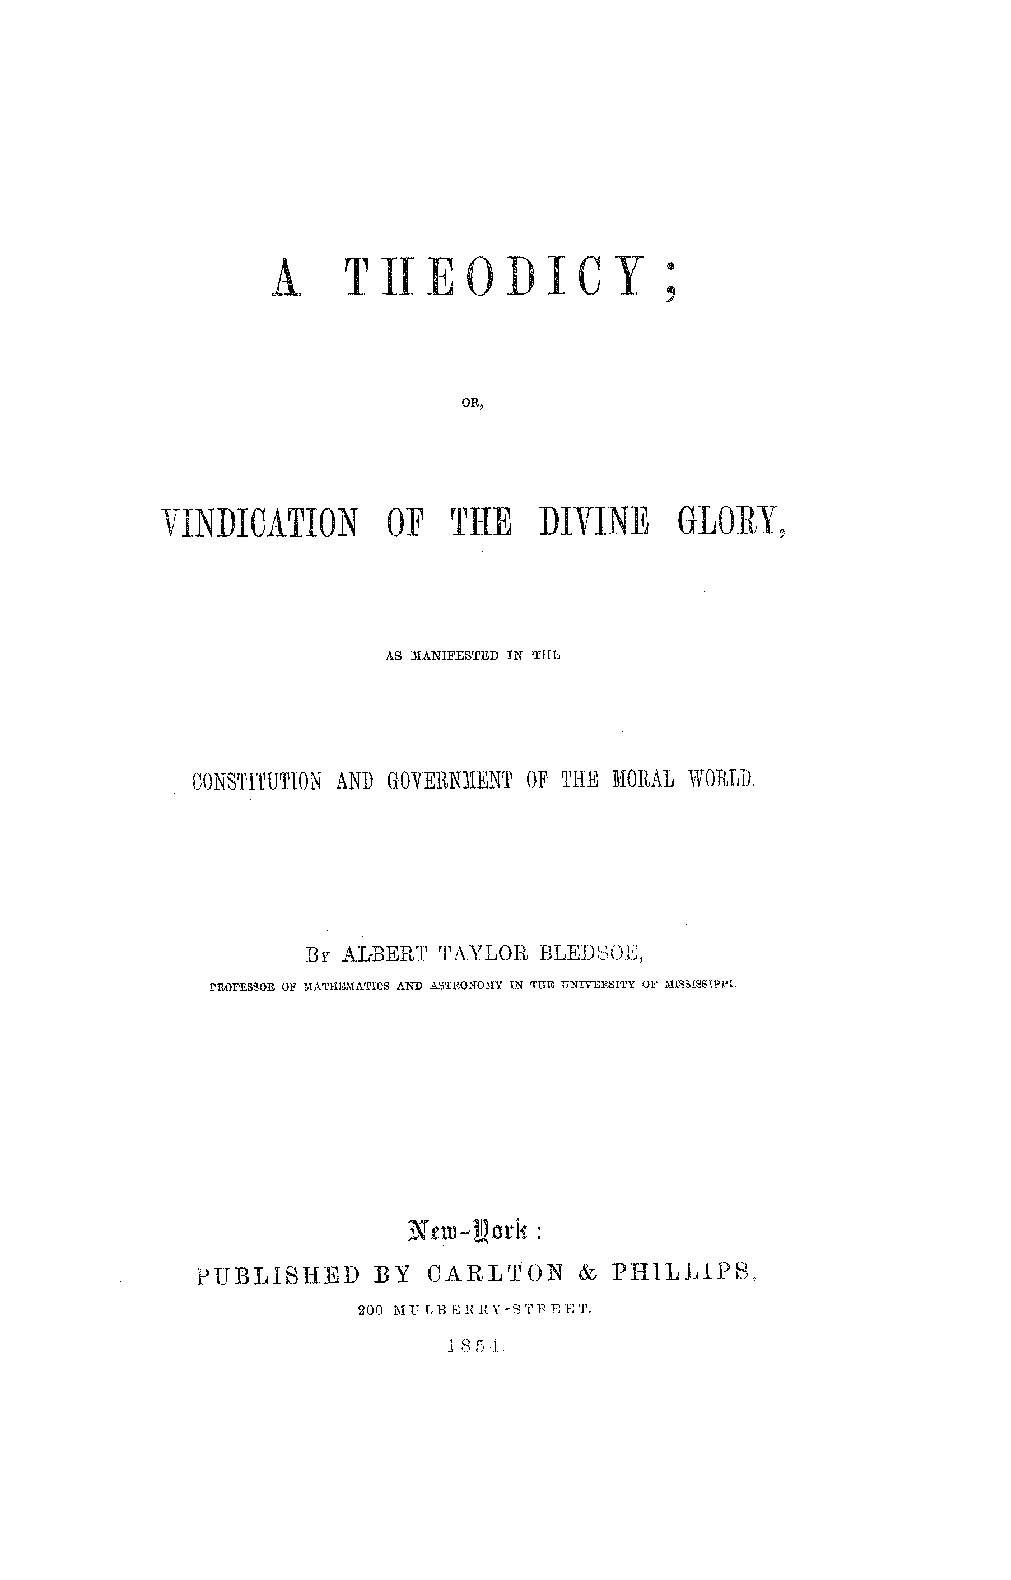 A THEODICY;
OR,
VINDICATION OF THE DIVINE GLORY,
AS MANIFESTED IN THE
CONSTITUTION AND GOVERNMENT OF THE MORAL WORLD.
BY ALBERT TAYLOR BLEDSOE,
PROFESSOR OF MATHEMATICS AND ASTRONOMY IN THE UNIVERSITY OF MISSISSIPPI.
New-York:
PUBLISHED BY CARLTON & PHILLIPS,
200 MULBERRY-STREET.
1854.